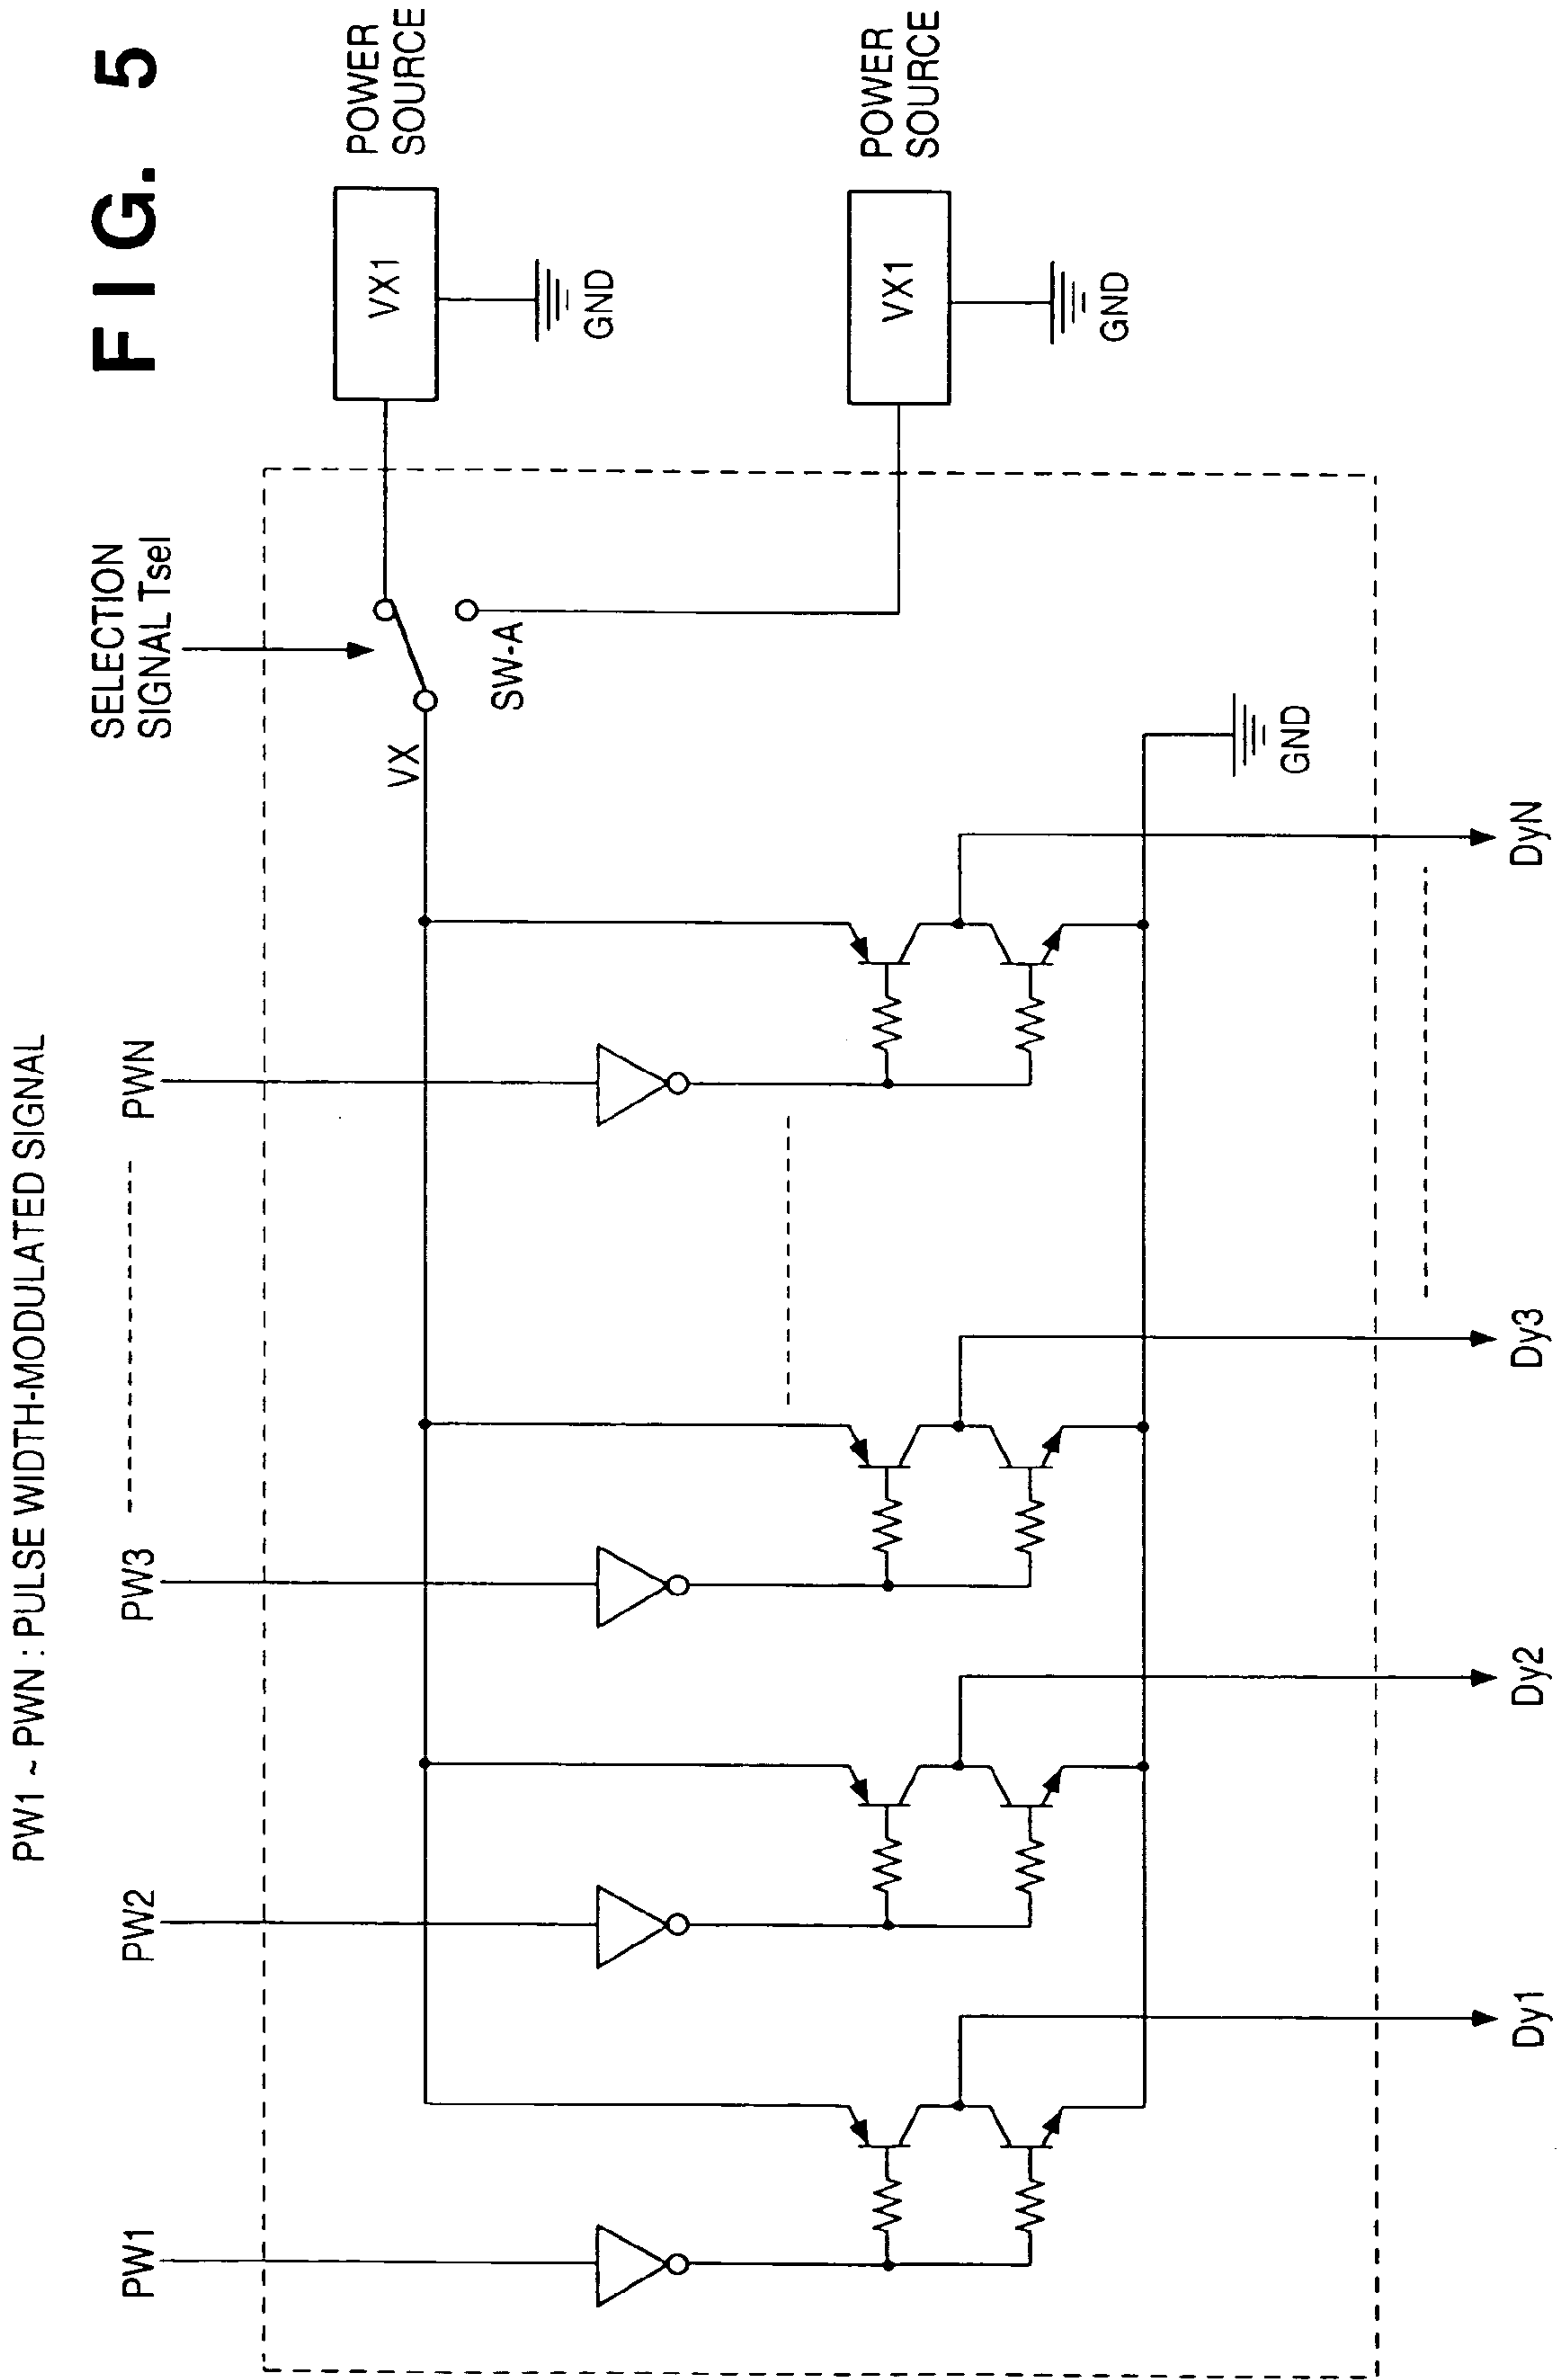 FIG. 5
PW1 ~ PWN : PULSE WIDTH-MODULATED SIGNAL
PW1
PW2
PW3
PWN
SELECTION
SIGNAL Tsel
VX
SW-A
VX1
POWER
SOURCE
GND
VX1
POWER
SOURCE
GND
GND
Dy1
Dy2
Dy3
DyN